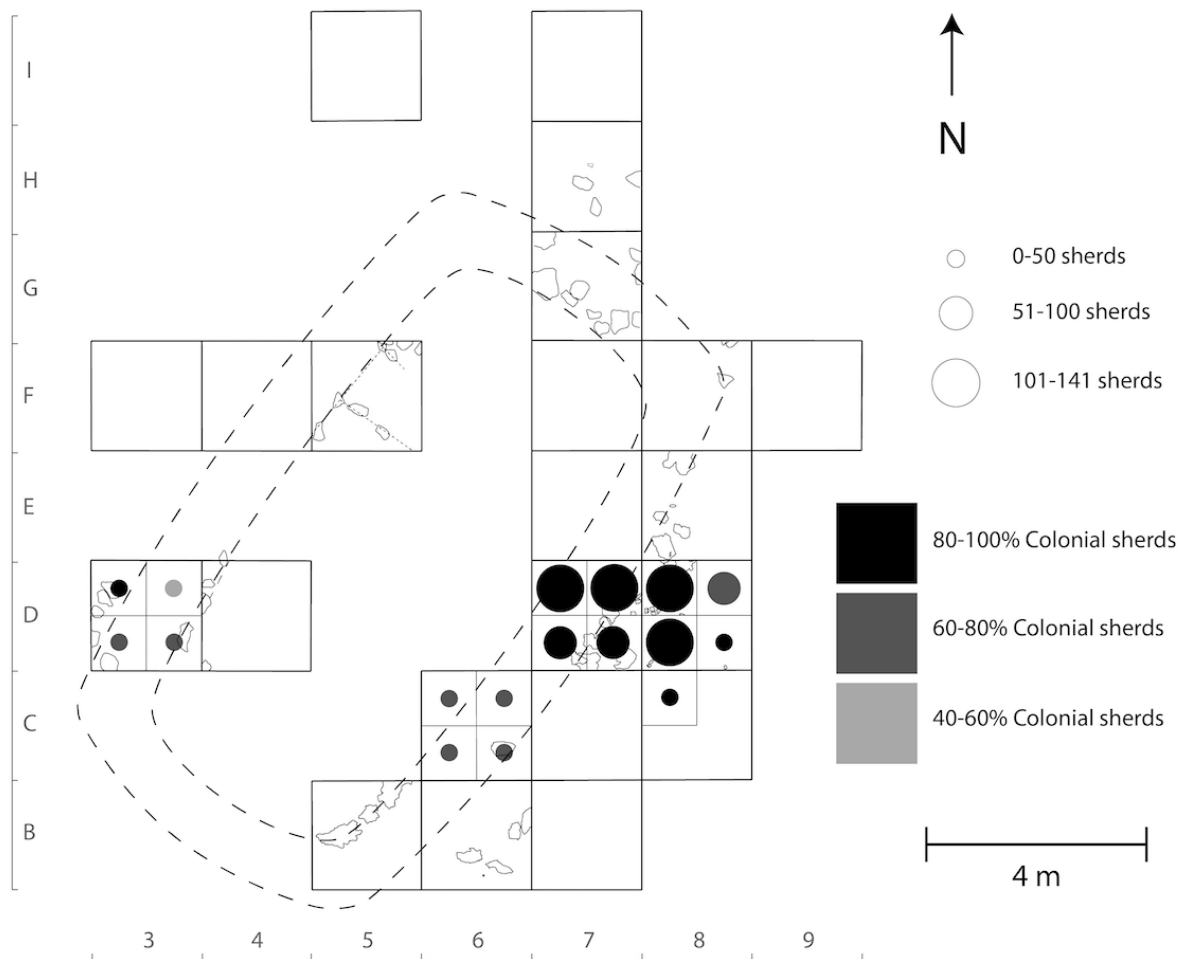 I
H
G
F
E
D
C
B
3 4 5 6 7 8 9
N
0-50 sherds
51-100 sherds
101-141 sherds
80-100% Colonial sherds
60-80% Colonial sherds
40-60% Colonial sherds
4 m